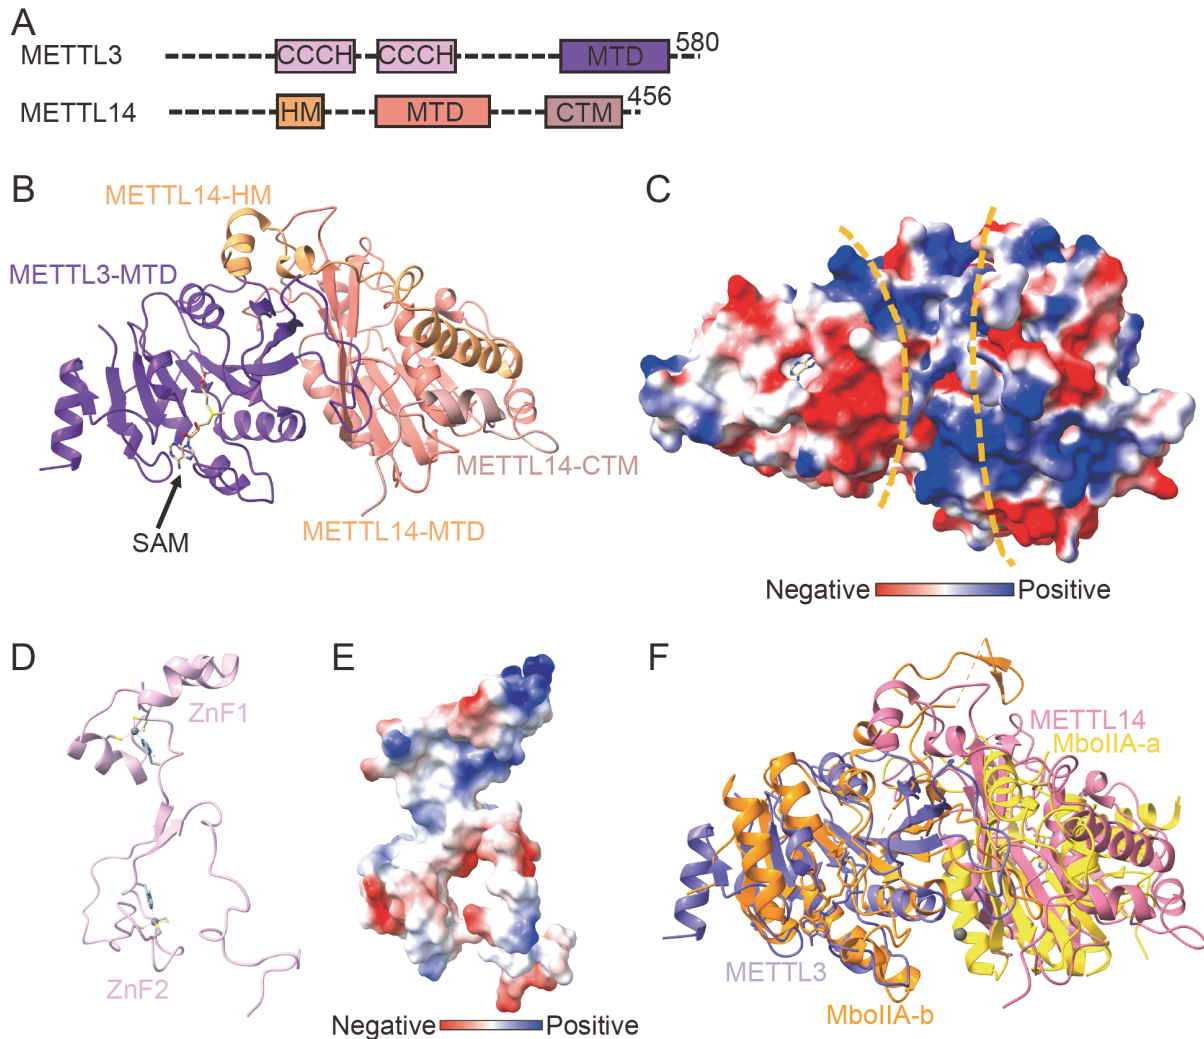 A
METTL3 CCCH CCCH MTD 580
METTL14 HM MTD CTM 456
B
METTL14-HM
METTL3-MTD
METTL14-CTM
METTL14-MTD
SAM
C
Negative Positive
D
ZnF1
ZnF2
E
Negative Positive
F
METTL14
MboIIA-a
METTL3
MboIIA-b